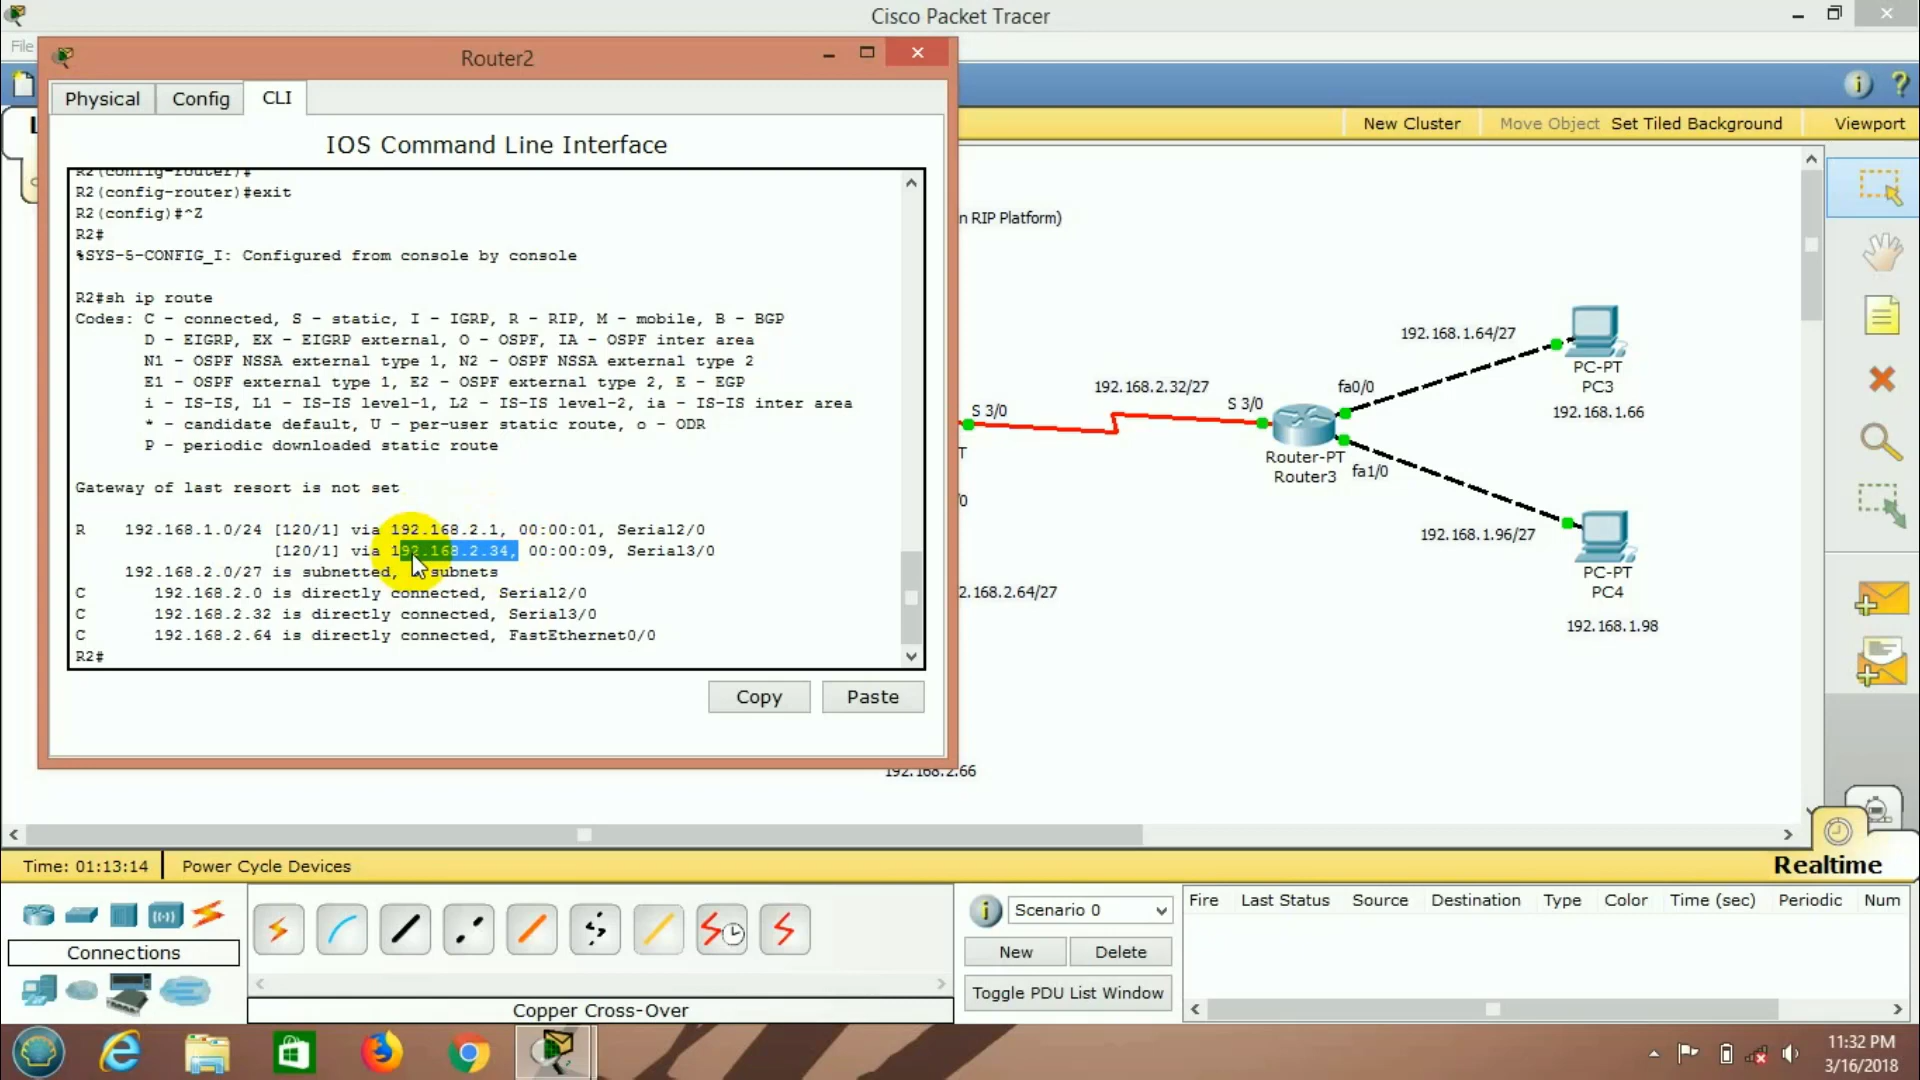 Cisco Packet Tracer
File
Router2
Physical
Config
CLI
New Cluster
Move Object
Set Tiled Background
Viewport
IOS Command Line Interface
R2(config-router)#
R2(config-router)#exit
R2(config)#^Z
R2#
%SYS-5-CONFIG_I: Configured from console by console
R2#sh ip route
Codes: C - connected, S - static, I - IGRP, R - RIP, M - mobile, B - BGP
D - EIGRP, EX - EIGRP external, O - OSPF, IA - OSPF inter area
N1 - OSPF NSSA external type 1, N2 - OSPF NSSA external type 2
E1 - OSPF external type 1, E2 - OSPF external type 2, E - EGP
i - IS-IS, L1 - IS-IS level-1, L2 - IS-IS level-2, ia - IS-IS inter area
* - candidate default, U - per-user static route, o - ODR
P - periodic downloaded static route
Gateway of last resort is not set
R 192.168.1.0/24 [120/1] via 192.168.2.1, 00:00:01, Serial2/0
[120/1] via 192.168.2.34, 00:00:09, Serial3/0
192.168.2.0/27 is subnetted, subnets
C 192.168.2.0 is directly connected, Serial2/0
C 192.168.2.32 is directly connected, Serial3/0
C 192.168.2.64 is directly connected, FastEthernet0/0
R2#
Copy
Paste
n RIP Platform)
192.168.1.64/27
PC-PT
PC3
192.168.1.66
192.168.2.32/27
fa0/0
S 3/0
S 3/0
Router-PT
Router3
fa1/0
T
/0
192.168.1.96/27
PC-PT
PC4
192.168.1.98
2.168.2.64/27
192.168.2.66
Time: 01:13:14
Power Cycle Devices
Realtime
Connections
Copper Cross-Over
Scenario 0
New
Delete
Toggle PDU List Window
Fire
Last Status
Source
Destination
Type
Color
Time (sec)
Periodic
Num
11:32 PM
3/16/2018